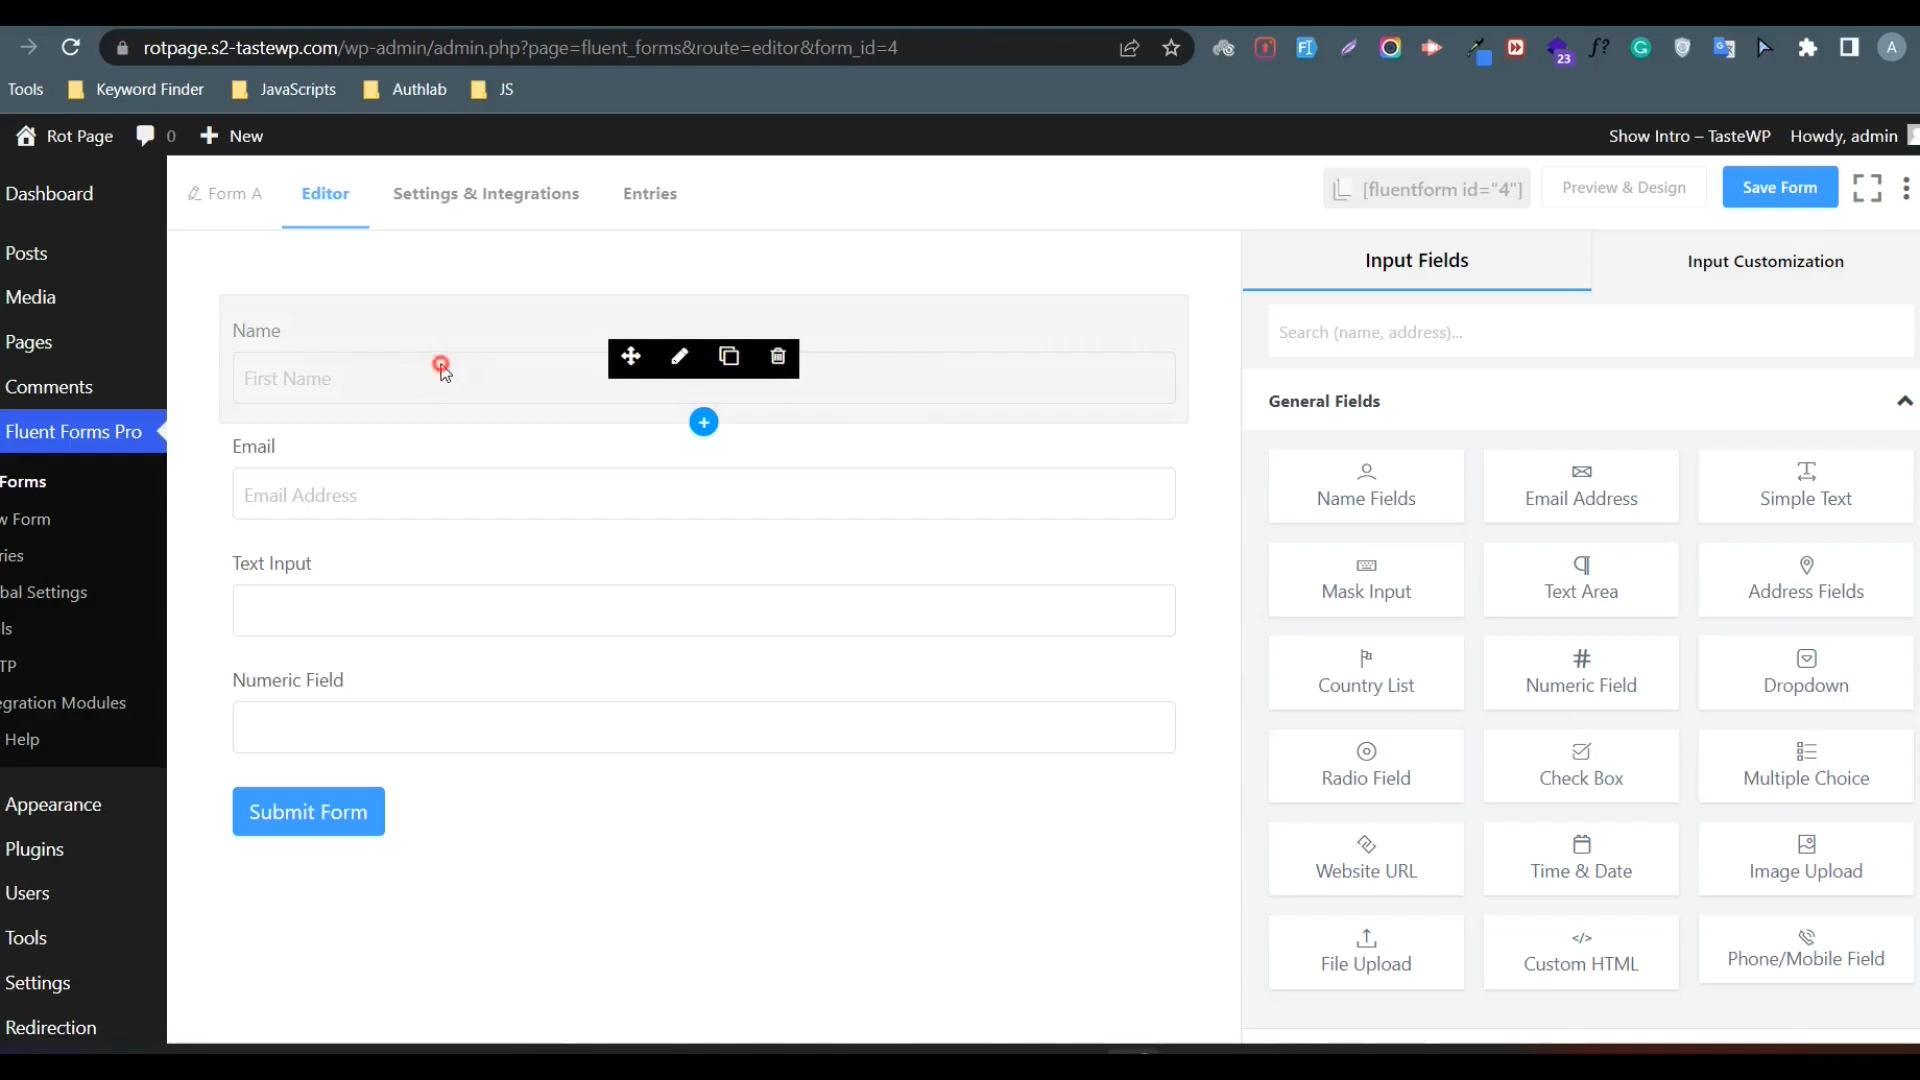 rotpage.s2-tastewp.com/wp-admin/admin.php?page=fluent_forms&route=editor&form_id=4
23
f?
A
Tools
Keyword Finder
JavaScripts
Authlab
JS
Rot Page
0
New
Show Intro – TasteWP
Howdy, admin
Dashboard
Posts
Media
Pages
Comments
Fluent Forms Pro
Forms
w Form
ries
bal Settings
ls
TP
egration Modules
Help
Appearance
Plugins
Users
Tools
Settings
Redirection
Form A
Editor
Settings & Integrations
Entries
[fluentform id="4"]
Preview & Design
Save Form
Name
First Name
Email
Email Address
Text Input
Numeric Field
Submit Form
Input Fields
Input Customization
Search (name, address)...
General Fields
Name Fields
Email Address
Simple Text
Mask Input
Text Area
Address Fields
Country List
Numeric Field
Dropdown
Radio Field
Check Box
Multiple Choice
Website URL
Time & Date
Image Upload
File Upload
Custom HTML
Phone/Mobile Field